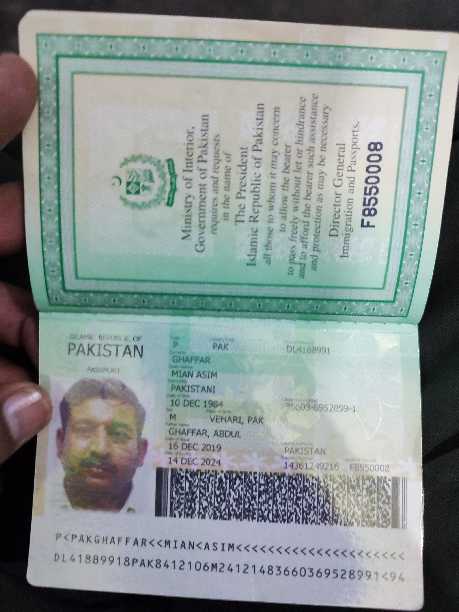 Ministry of Interior,
Government of Pakistan
requires and requests
in the name of
The President
Islamic Republic of Pakistan
all those to whom it may concern
to allow the bearer
to pass freely without let or hindrance
and to afford the bearer such assistance
and protection as may be necessary
Director General
Immigration and Passports.
F8550008
ISLAMIC REPUBLIC OF
PAKISTAN
PASSPORT
P PAK DL4188991
GHAFFAR
MIAN ASIM
PAKISTANI
10 DEC 1984 36603-6952899-1
M VEHARI, PAK
GHAFFAR, ABDUL
16 DEC 2019 PAKISTAN
14 DEC 2024 14361249216 F8550008
P<PAKGHAFFAR<<MIAN<ASIM<<<<<<<<<<<<<<<<<<<<<
DL41889918PAK8412106M24121483660369528991<94